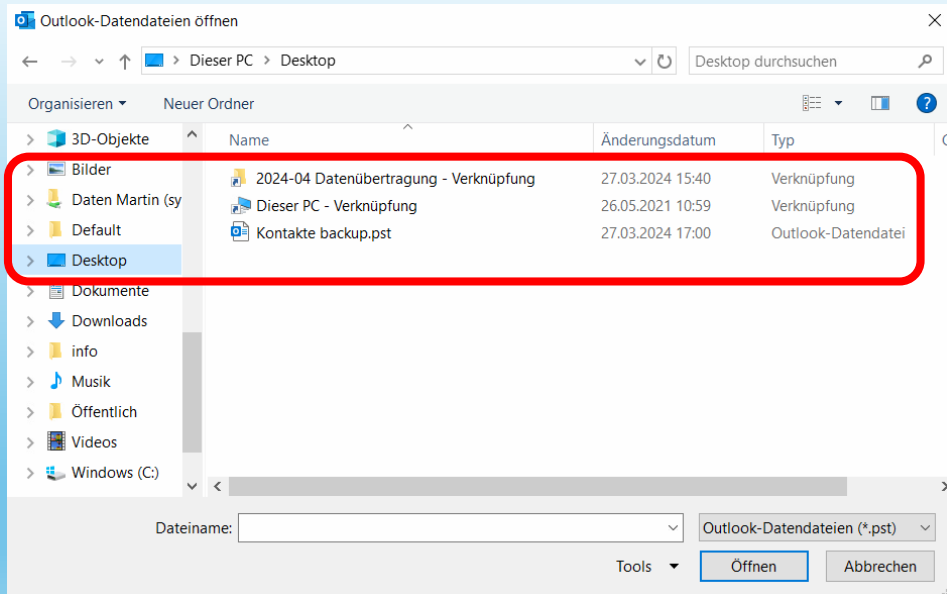 Outlook-Datendateien öffnen
Dieser PC > Desktop
Desktop durchsuchen
Organisieren
Neuer Ordner
3D-Objekte
Bilder
Daten Martin (sy
Default
Desktop
Dokumente
Downloads
info
Musik
Öffentlich
Videos
Windows (C:)
Name Änderungsdatum Typ
2024-04 Datenübertragung - Verknüpfung 27.03.2024 15:40 Verknüpfung
Dieser PC - Verknüpfung 26.05.2021 10:59 Verknüpfung
Kontakte backup.pst 27.03.2024 17:00 Outlook-Datendatei
Dateiname:
Outlook-Datendateien (*.pst)
Tools
Öffnen
Abbrechen